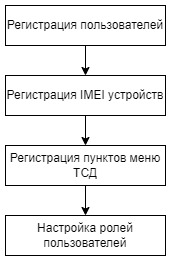 Регистрация пользователей
Регистрация IMEI устройств
Регистрация пунктов меню
ТСД
Настройка ролей
пользователей